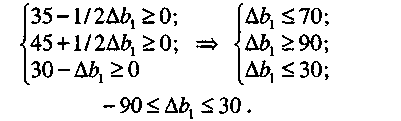 35−1/2Δb₁ ≥ 0; Δb₁ ≤ 70;
45+1/2Δb₁ ≥ 0; ⇒ Δb₁ ≥ 90;
30−Δb₁ ≥ 0 Δb₁ ≤ 30;
−90 ≤ Δb₁ ≤ 30 .